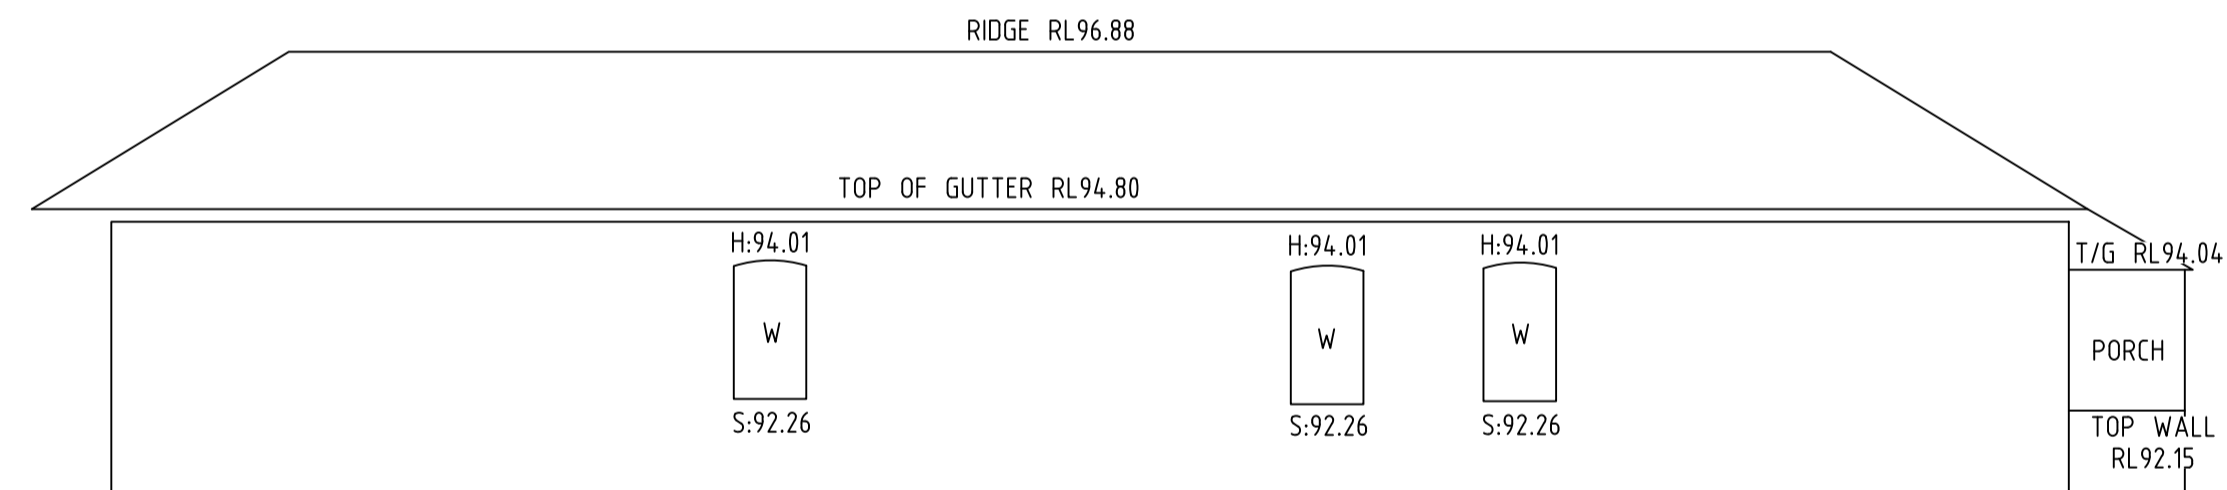 RIDGE RL96.88
TOP OF GUTTER RL94.80
H:94.01
H:94.01
H:94.01
T/G RL94.04
W
W
W
PORCH
S:92.26
S:92.26
S:92.26
TOP WALL
RL92.15